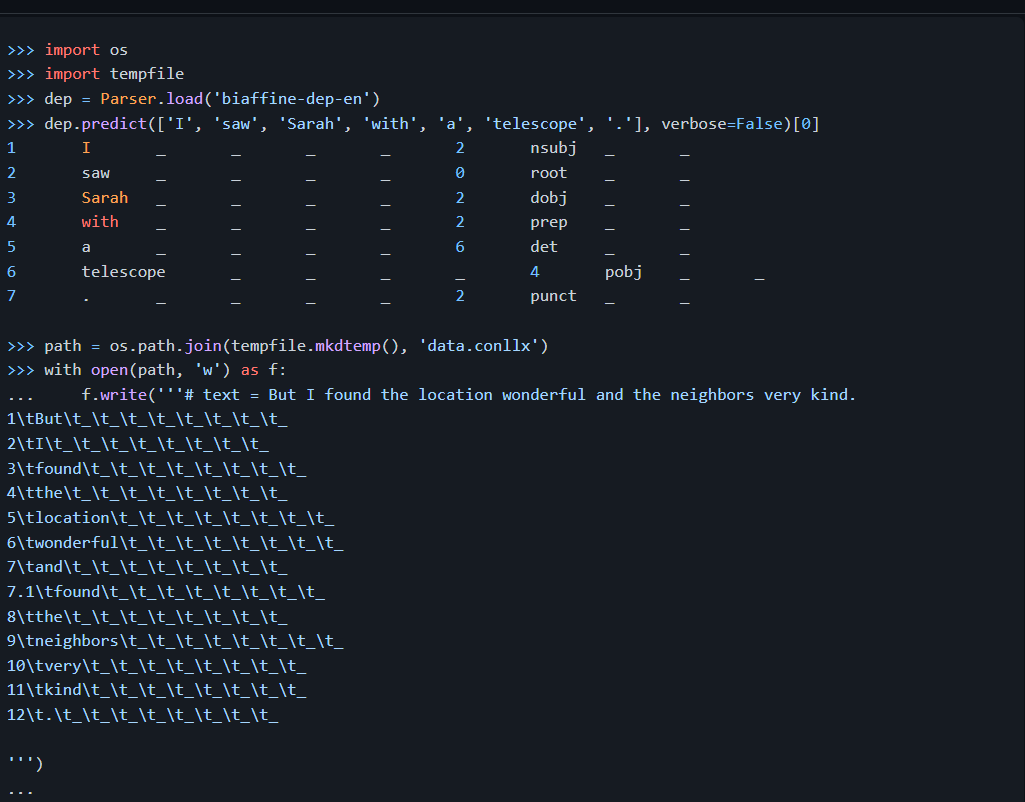 >>> import os
>>> import tempfile
>>> dep = Parser.load('biaffine-dep-en')
>>> dep.predict(['I', 'saw', 'Sarah', 'with', 'a', 'telescope', '.'], verbose=False)[0]
1       I       _       _       _       _       2       nsubj   _       _
2       saw     _       _       _       _       0       root    _       _
3       Sarah   _       _       _       _       2       dobj    _       _
4       with    _       _       _       _       2       prep    _       _
5       a       _       _       _       _       6       det     _       _
6       telescope       _       _       _       _       4       pobj    _       _
7       .       _       _       _       _       2       punct   _       _
>>> path = os.path.join(tempfile.mkdtemp(), 'data.conllx')
>>> with open(path, 'w') as f:
...     f.write('''# text = But I found the location wonderful and the neighbors very kind.
1\tBut\t_\t_\t_\t_\t_\t_\t_\t_
2\tI\t_\t_\t_\t_\t_\t_\t_\t_
3\tfound\t_\t_\t_\t_\t_\t_\t_\t_
4\tthe\t_\t_\t_\t_\t_\t_\t_\t_
5\tlocation\t_\t_\t_\t_\t_\t_\t_\t_
6\twonderful\t_\t_\t_\t_\t_\t_\t_\t_
7\tand\t_\t_\t_\t_\t_\t_\t_\t_
7.1\tfound\t_\t_\t_\t_\t_\t_\t_\t_
8\tthe\t_\t_\t_\t_\t_\t_\t_\t_
9\tneighbors\t_\t_\t_\t_\t_\t_\t_\t_
10\tvery\t_\t_\t_\t_\t_\t_\t_\t_
11\tkind\t_\t_\t_\t_\t_\t_\t_\t_
12\t.\t_\t_\t_\t_\t_\t_\t_\t_
''')
...